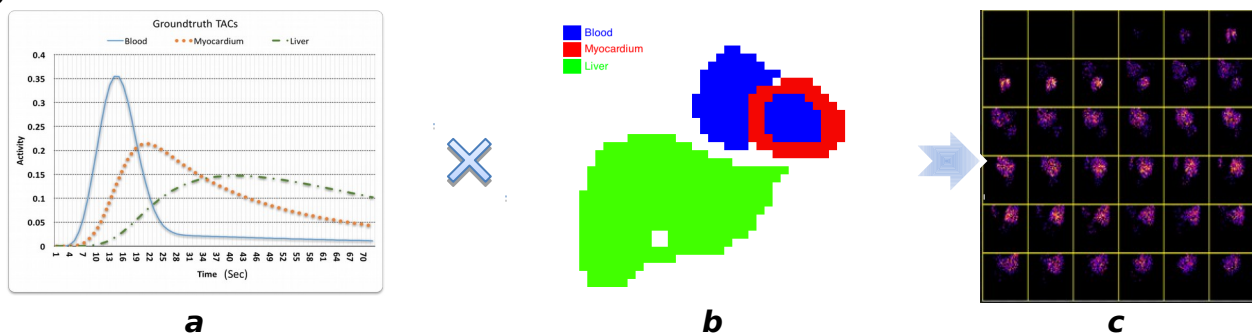 Groundtruth TACs
Blood Myocardium Liver
0.4
0.35
0.3
0.25
0.2
0.15
0.1
0.05
0
Activity
1 4 7 10 13 16 19 22 25 28 31 34 37 40 43 46 49 52 55 58 61 64 67 70
Time (Sec)
a
Blood
Myocardium
Liver
b
c